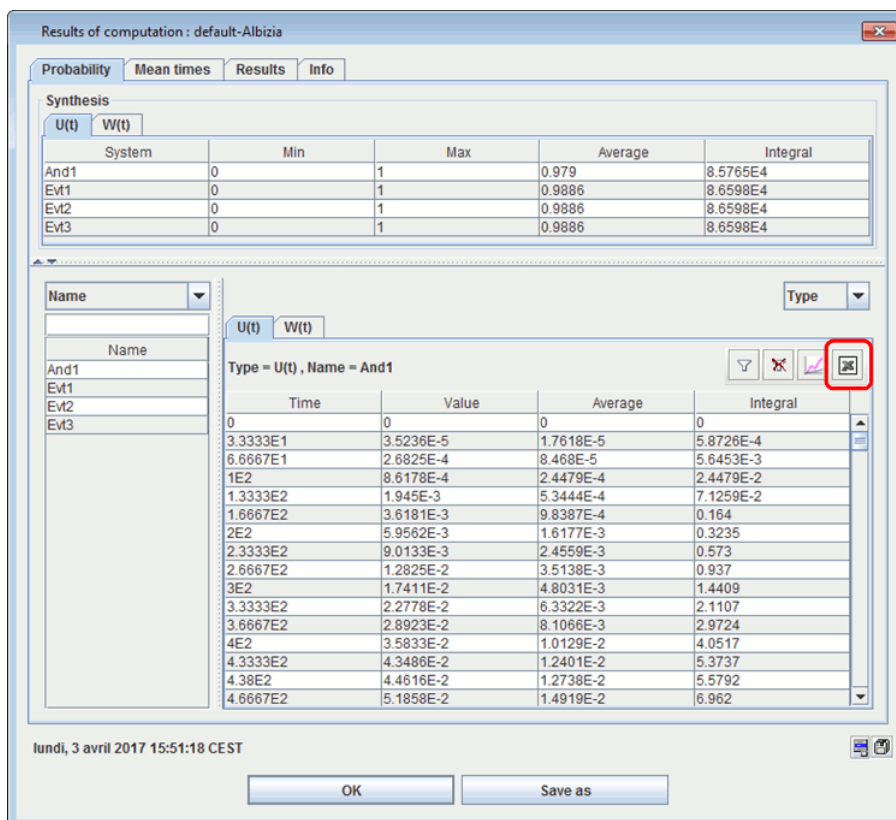 Results of computation : default-Albizia
Probability Mean times Results Info
Synthesis
U(t) W(t)
System Min Max Average Integral
And1 0 1 0.979 8.5765E4
Evt1 0 1 0.9886 8.6598E4
Evt2 0 1 0.9886 8.6598E4
Evt3 0 1 0.9886 8.6598E4
Name
Name
And1
Evt1
Evt2
Evt3
Type
U(t) W(t)
Type = U(t) , Name = And1
Time Value Average Integral
0 0 0 0
3.3333E1 3.5236E-5 1.7618E-5 5.8726E-4
6.6667E1 2.6825E-4 8.468E-5 5.6453E-3
1E2 8.6178E-4 2.4479E-4 2.4479E-2
1.3333E2 1.945E-3 5.3444E-4 7.1259E-2
1.6667E2 3.6181E-3 9.8387E-4 0.164
2E2 5.9562E-3 1.6177E-3 0.3235
2.3333E2 9.0133E-3 2.4559E-3 0.573
2.6667E2 1.2825E-2 3.5138E-3 0.937
3E2 1.7411E-2 4.8031E-3 1.4409
3.3333E2 2.2778E-2 6.3322E-3 2.1107
3.6667E2 2.8923E-2 8.1066E-3 2.9724
4E2 3.5833E-2 1.0129E-2 4.0517
4.3333E2 4.3486E-2 1.2401E-2 5.3737
4.38E2 4.4616E-2 1.2738E-2 5.5792
4.6667E2 5.1858E-2 1.4919E-2 6.962
lundi, 3 avril 2017 15:51:18 CEST
OK Save as